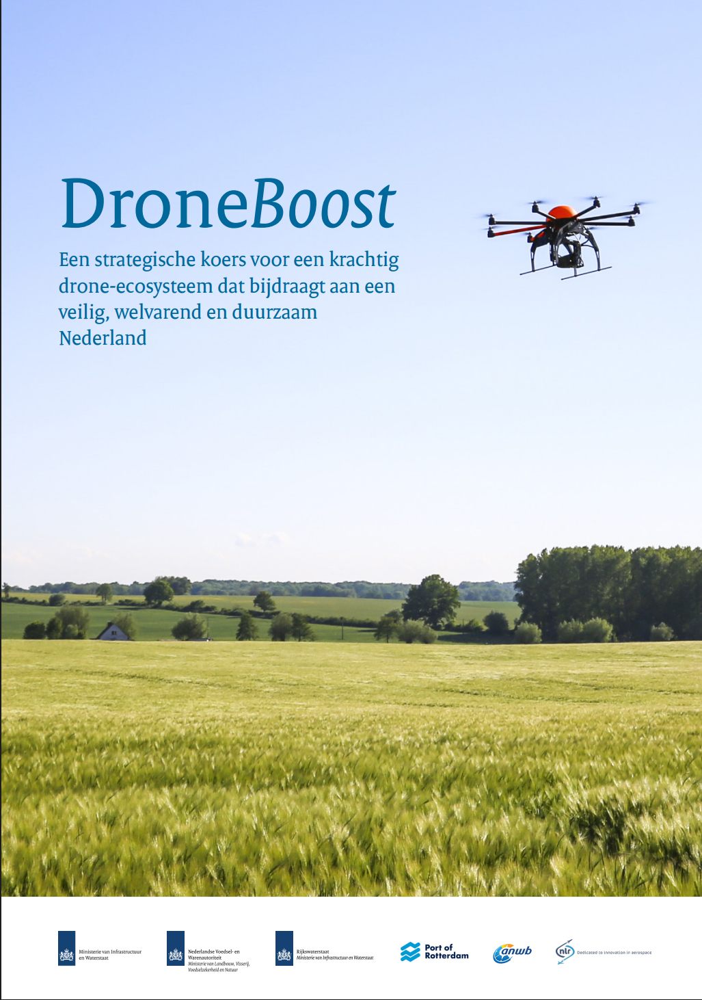 DroneBoost
Een strategische koers voor een krachtig
drone-ecosysteem dat bijdraagt aan een
veilig, welvarend en duurzaam
Nederland
Ministerie van Infrastructuur
en Waterstaat
Nederlandse Voedsel- en
Warenautoriteit
Ministerie van Landbouw, Visserij,
Voedselzekerheid en Natuur
Rijkswaterstaat
Ministerie van Infrastructuur en Waterstaat
Port of
Rotterdam
anwb
nlr
Dedicated to innovation in aerospace